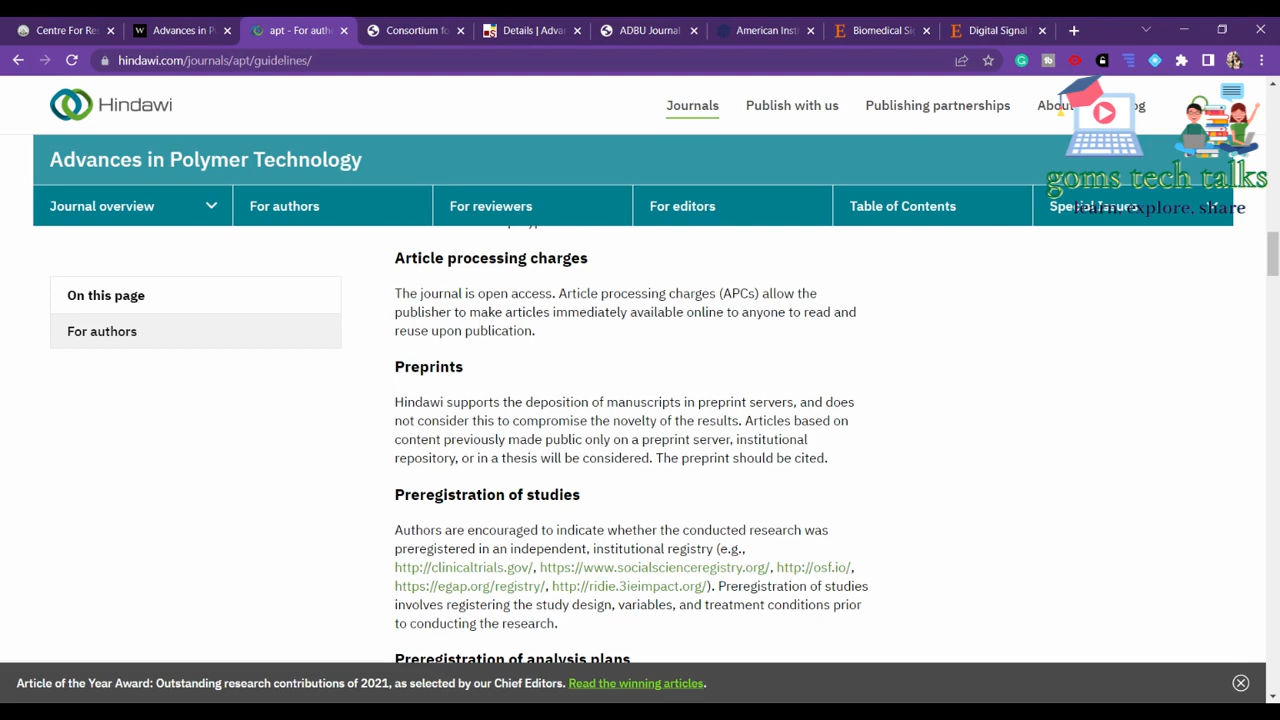 Centre For Res
Advances in Po
apt - For autho
Consortium fo
Details | Advan
ADBU Journal
American Insti
Biomedical Sig
Digital Signal
hindawi.com/journals/apt/guidelines/
Hindawi
Journals
Publish with us
Publishing partnerships
goms tech talks
learn, explore, share
Advances in Polymer Technology
Journal overview
For authors
For reviewers
For editors
Table of Contents
Special Issues
On this page
For authors
Article processing charges
The journal is open access. Article processing charges (APCs) allow the
publisher to make articles immediately available online to anyone to read and
reuse upon publication.
Preprints
Hindawi supports the deposition of manuscripts in preprint servers, and does
not consider this to compromise the novelty of the results. Articles based on
content previously made public only on a preprint server, institutional
repository, or in a thesis will be considered. The preprint should be cited.
Preregistration of studies
Authors are encouraged to indicate whether the conducted research was
preregistered in an independent, institutional registry (e.g.,
http://clinicaltrials.gov/, https://www.socialscienceregistry.org/, http://osf.io/,
https://egap.org/registry/, http://ridie.3ieimpact.org/). Preregistration of studies
involves registering the study design, variables, and treatment conditions prior
to conducting the research.
Preregistration of analysis plans
Article of the Year Award: Outstanding research contributions of 2021, as selected by our Chief Editors. Read the winning articles.